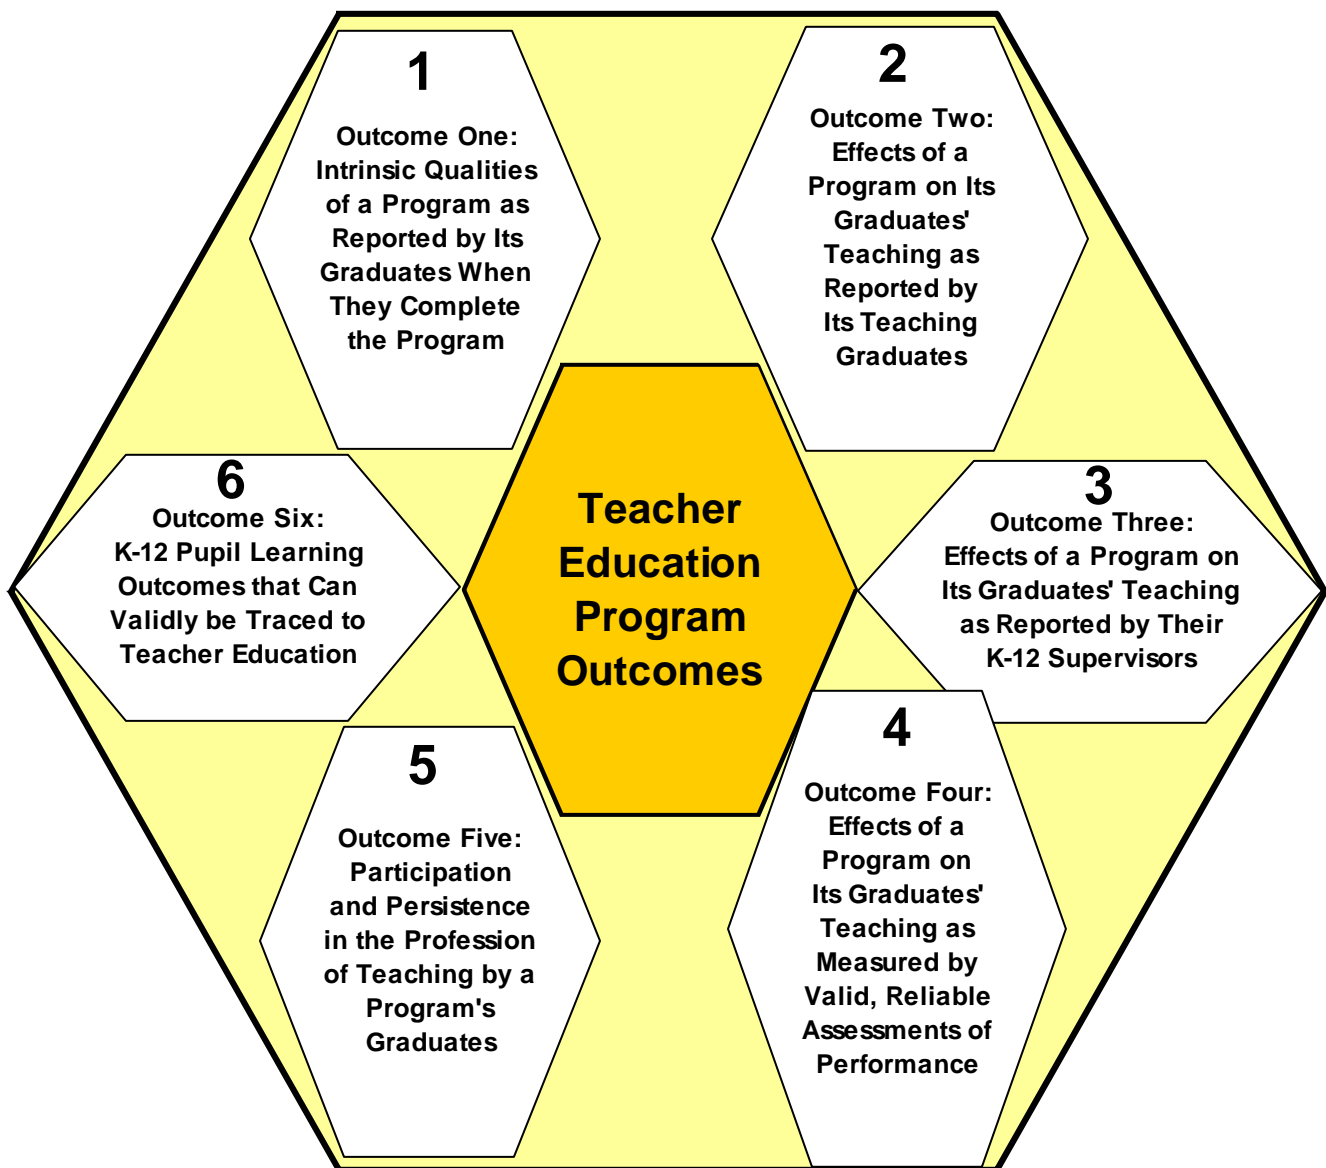 1
Outcome One:
Intrinsic Qualities
of a Program as
Reported by Its
Graduates When
They Complete
the Program
2
Outcome Two:
Effects of a
Program on Its
Graduates'
Teaching as
Reported by
Its Teaching
Graduates
Teacher
Education
Program
Outcomes
3
Outcome Three:
Effects of a Program on
Its Graduates' Teaching
as Reported by Their
K-12 Supervisors
4
Outcome Four:
Effects of a
Program on
Its Graduates'
Teaching as
Measured by
Valid, Reliable
Assessments of
Performance
5
Outcome Five:
Participation
and Persistence
in the Profession
of Teaching by a
Program's
Graduates
6
Outcome Six:
K-12 Pupil Learning
Outcomes that Can
Validly be Traced to
Teacher Education